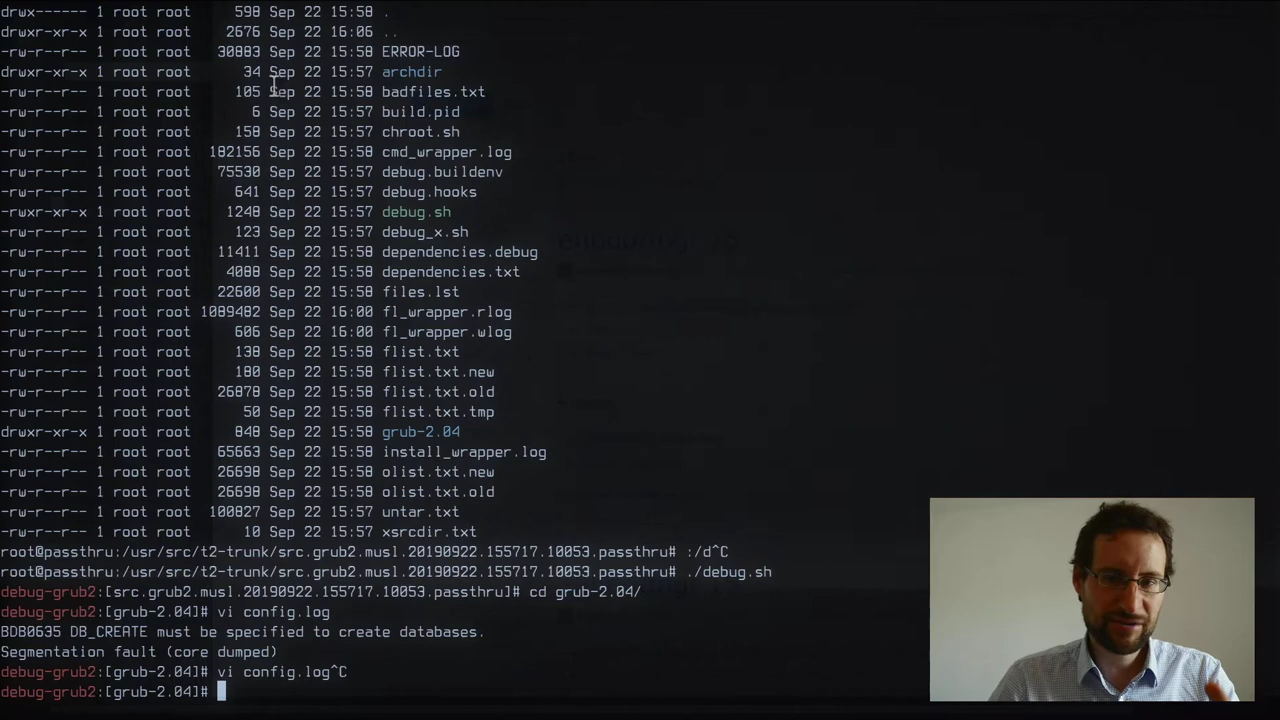 drwx------ 1 root root 598 Sep 22 15:58 .
drwxr-xr-x 1 root root 2676 Sep 22 16:06 ..
-rw-r--r-- 1 root root 30883 Sep 22 15:58 ERROR-LOG
drwxr-xr-x 1 root root 34 Sep 22 15:57 archdir
-rw-r--r-- 1 root root 105 Sep 22 15:58 badfiles.txt
-rw-r--r-- 1 root root 6 Sep 22 15:57 build.pid
-rw-r--r-- 1 root root 158 Sep 22 15:57 chroot.sh
-rw-r--r-- 1 root root 182156 Sep 22 15:58 cmd_wrapper.log
-rw-r--r-- 1 root root 75530 Sep 22 15:57 debug.buildenv
-rw-r--r-- 1 root root 641 Sep 22 15:57 debug.hooks
-rwxr-xr-x 1 root root 1248 Sep 22 15:57 debug.sh
-rw-r--r-- 1 root root 123 Sep 22 15:57 debug_x.sh
-rw-r--r-- 1 root root 11411 Sep 22 15:58 dependencies.debug
-rw-r--r-- 1 root root 4088 Sep 22 15:58 dependencies.txt
-rw-r--r-- 1 root root 22600 Sep 22 15:58 files.lst
-rw-r--r-- 1 root root 1089482 Sep 22 16:00 fl_wrapper.rlog
-rw-r--r-- 1 root root 606 Sep 22 16:00 fl_wrapper.wlog
-rw-r--r-- 1 root root 138 Sep 22 15:58 flist.txt
-rw-r--r-- 1 root root 180 Sep 22 15:58 flist.txt.new
-rw-r--r-- 1 root root 26878 Sep 22 15:58 flist.txt.old
-rw-r--r-- 1 root root 50 Sep 22 15:58 flist.txt.tmp
drwxr-xr-x 1 root root 848 Sep 22 15:58 grub-2.04
-rw-r--r-- 1 root root 65663 Sep 22 15:58 install_wrapper.log
-rw-r--r-- 1 root root 26698 Sep 22 15:58 olist.txt.new
-rw-r--r-- 1 root root 26698 Sep 22 15:58 olist.txt.old
-rw-r--r-- 1 root root 100827 Sep 22 15:57 untar.txt
-rw-r--r-- 1 root root 10 Sep 22 15:57 xsrcdir.txt
root@passthru:/usr/src/t2-trunk/src.grub2.musl.20190922.155717.10053.passthru# :/d^C
root@passthru:/usr/src/t2-trunk/src.grub2.musl.20190922.155717.10053.passthru# ./debug.sh
debug-grub2:[src.grub2.musl.20190922.155717.10053.passthru]# cd grub-2.04/
debug-grub2:[grub-2.04]# vi config.log
BDB0635 DB_CREATE must be specified to create databases.
Segmentation fault (core dumped)
debug-grub2:[grub-2.04]# vi config.log^C
debug-grub2:[grub-2.04]#